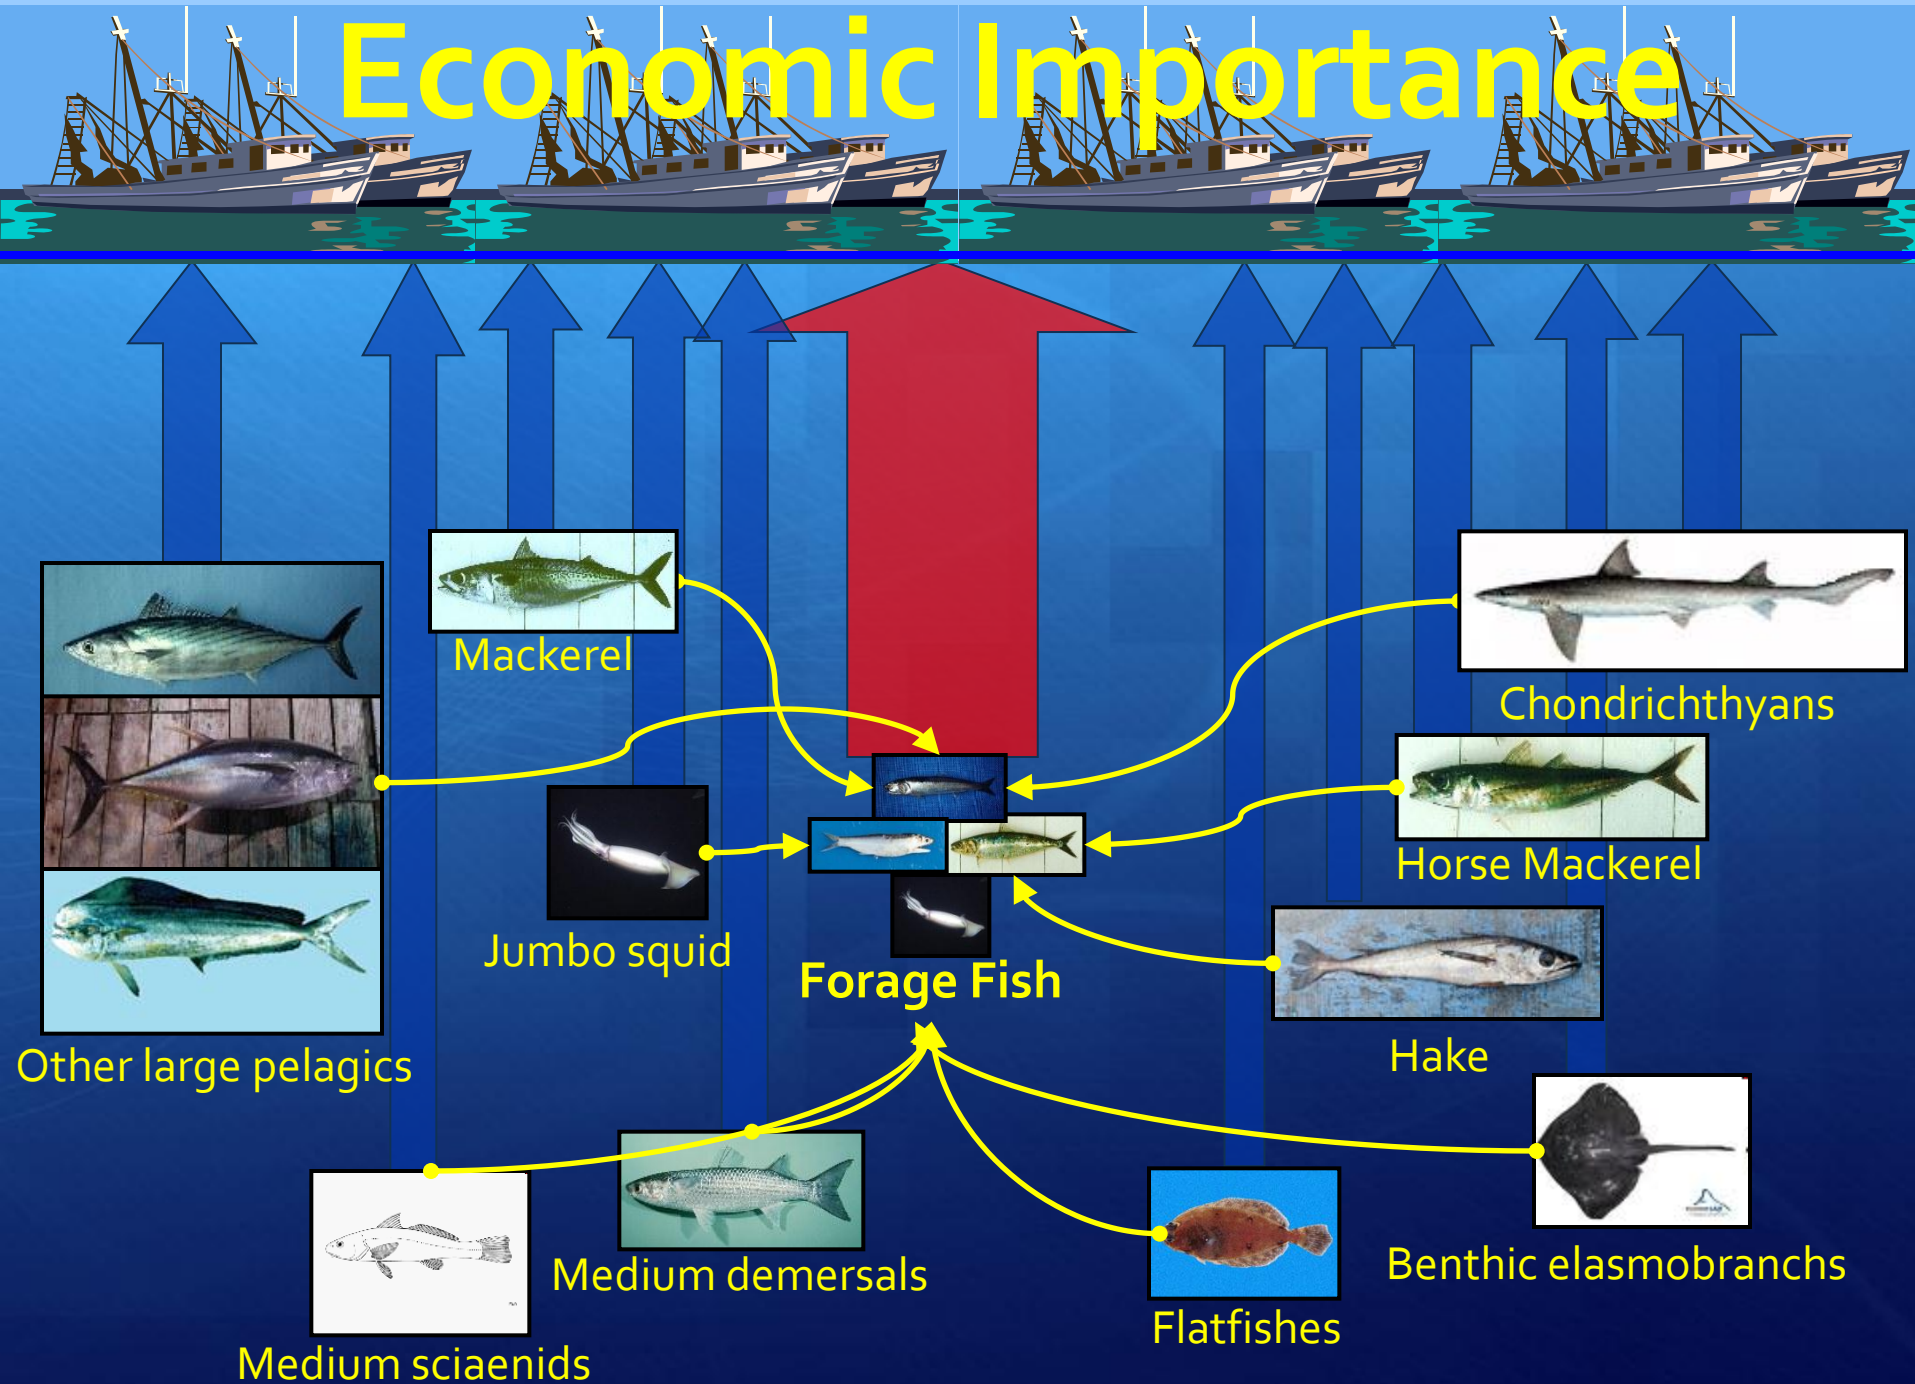 Economic Importance
Mackerel
Chondrichthyans
Horse Mackerel
Jumbo squid
Forage Fish
Hake
Other large pelagics
Medium demersals
Benthic elasmobranchs
Flatfishes
Medium sciaenids